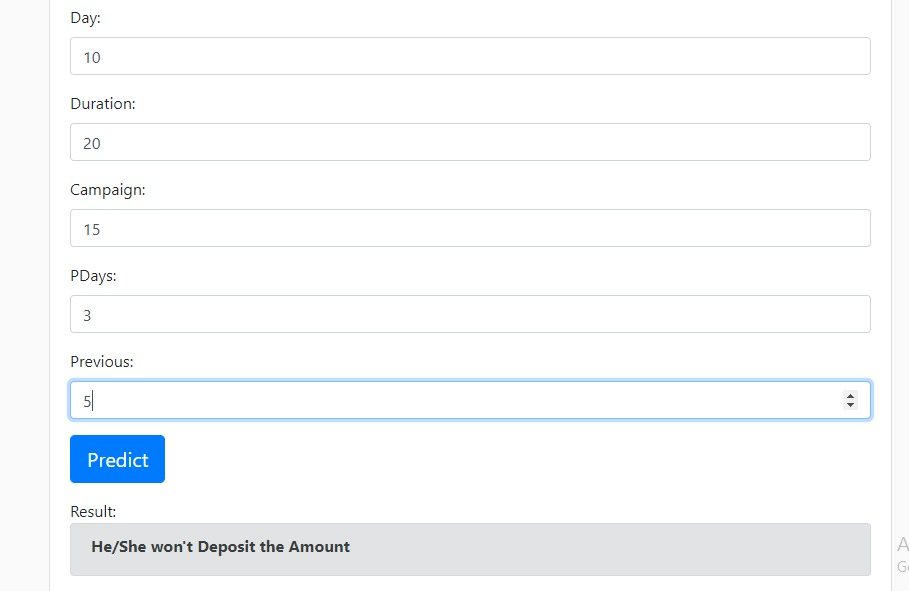 Day:
10
Duration:
20
Campaign:
15
PDays:
3
Previous:
5
Predict
Result:
He/She won't Deposit the Amount